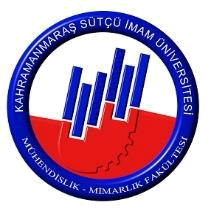 KAHRAMANMARAŞ SÜTÇÜ İMAM ÜNİVERSİTESİ
MÜHENDİSLİK - MİMARLIK FAKÜLTESİ